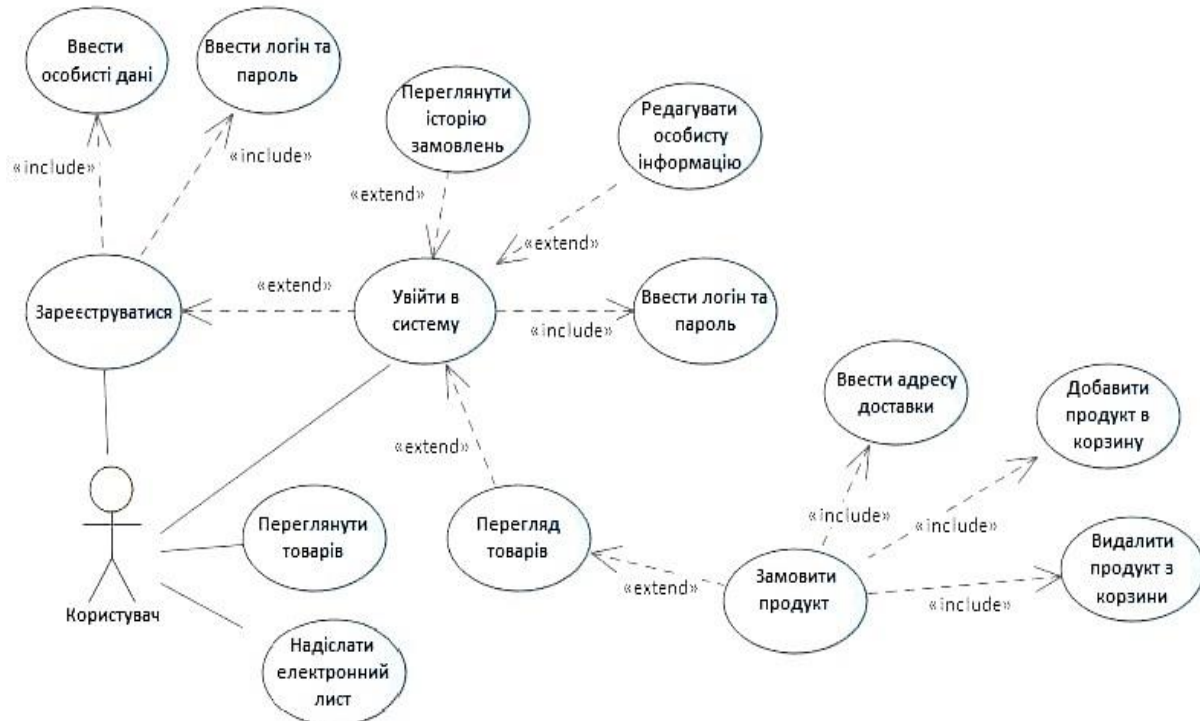 Ввести
особисті дані
Ввести логін та
пароль
Переглянути
історію
замовлень
Редагувати
особисту
інформацію
«include»
«include»
«extend»
«extend»
Зареєструватися
«extend»
Увійти в
систему
«include»
Ввести логін та
пароль
Ввести адресу
доставки
Добавити
продукт в
корзину
«extend»
Переглянути
товарів
Перегляд
товарів
«include»
«include»
Замовити
продукт
«extend»
«include»
Видалити
продукт з
корзини
Користувач
Надіслати
електронний
лист